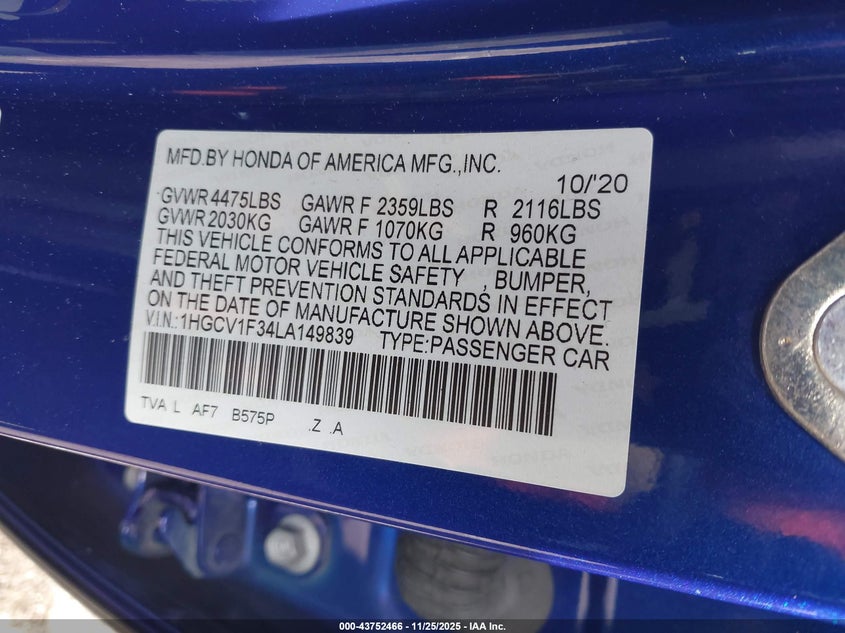 MFD.BY HONDA OF AMERICA MFG.,INC.
10/'20
GVWR 4475LBS GAWR F 2359LBS R 2116LBS
GVWR 2030KG GAWR F 1070KG R 960KG
THIS VEHICLE CONFORMS TO ALL APPLICABLE
FEDERAL MOTOR VEHICLE SAFETY , BUMPER,
AND THEFT PREVENTION STANDARDS IN EFFECT
ON THE DATE OF MANUFACTURE SHOWN ABOVE.
V.I.N.:1HGCV1F34LA149839 TYPE:PASSENGER CAR
TVA L AF7 B575P .Z .A
000-43752466 - 11/25/2025 - IAA Inc.